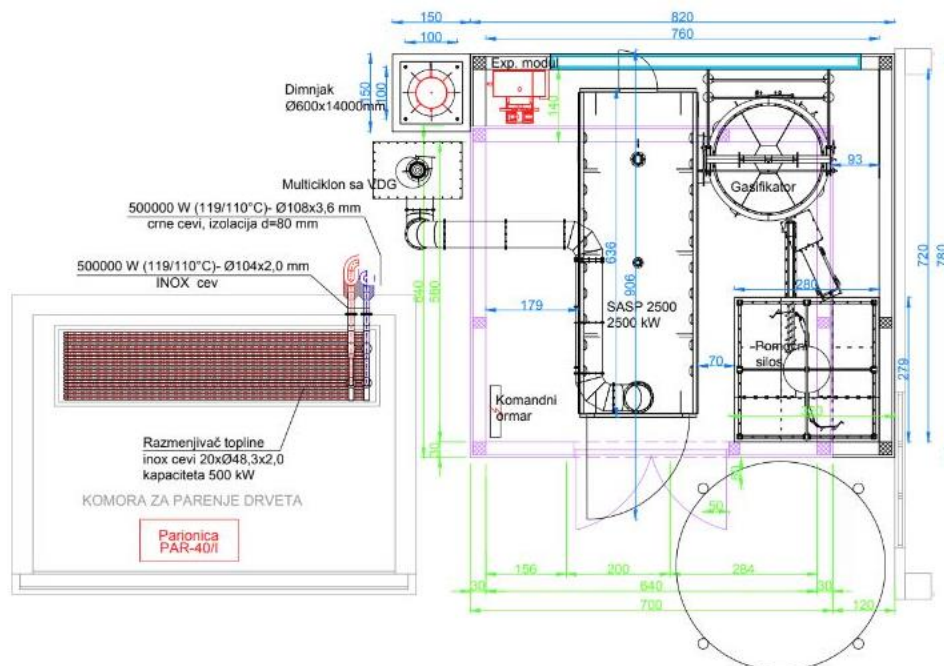 150
820
100
760
Exp. modul
Dimnjak
Ø600x14000mm
150
100
140
93
Gasifikator
Multiciklon sa VDG
500000 W (119/110°C)- Ø108x3,6 mm
crne cevi, izolacija d=80 mm
500000 W (119/110°C)- Ø104x2,0 mm
INOX cev
636
906
720
780
640
580
280
179
SASP 2500
2500 kW
Pomoćni
silos
279
70
Komandni
ormar
Razmenjivač topline
inox cevi 20xØ48,3x2,0
kapaciteta 500 kW
30
KOMORA ZA PARENJE DRVETA
50
Parionica
PAR-40/I
156
200
284
30
640
30
700
120